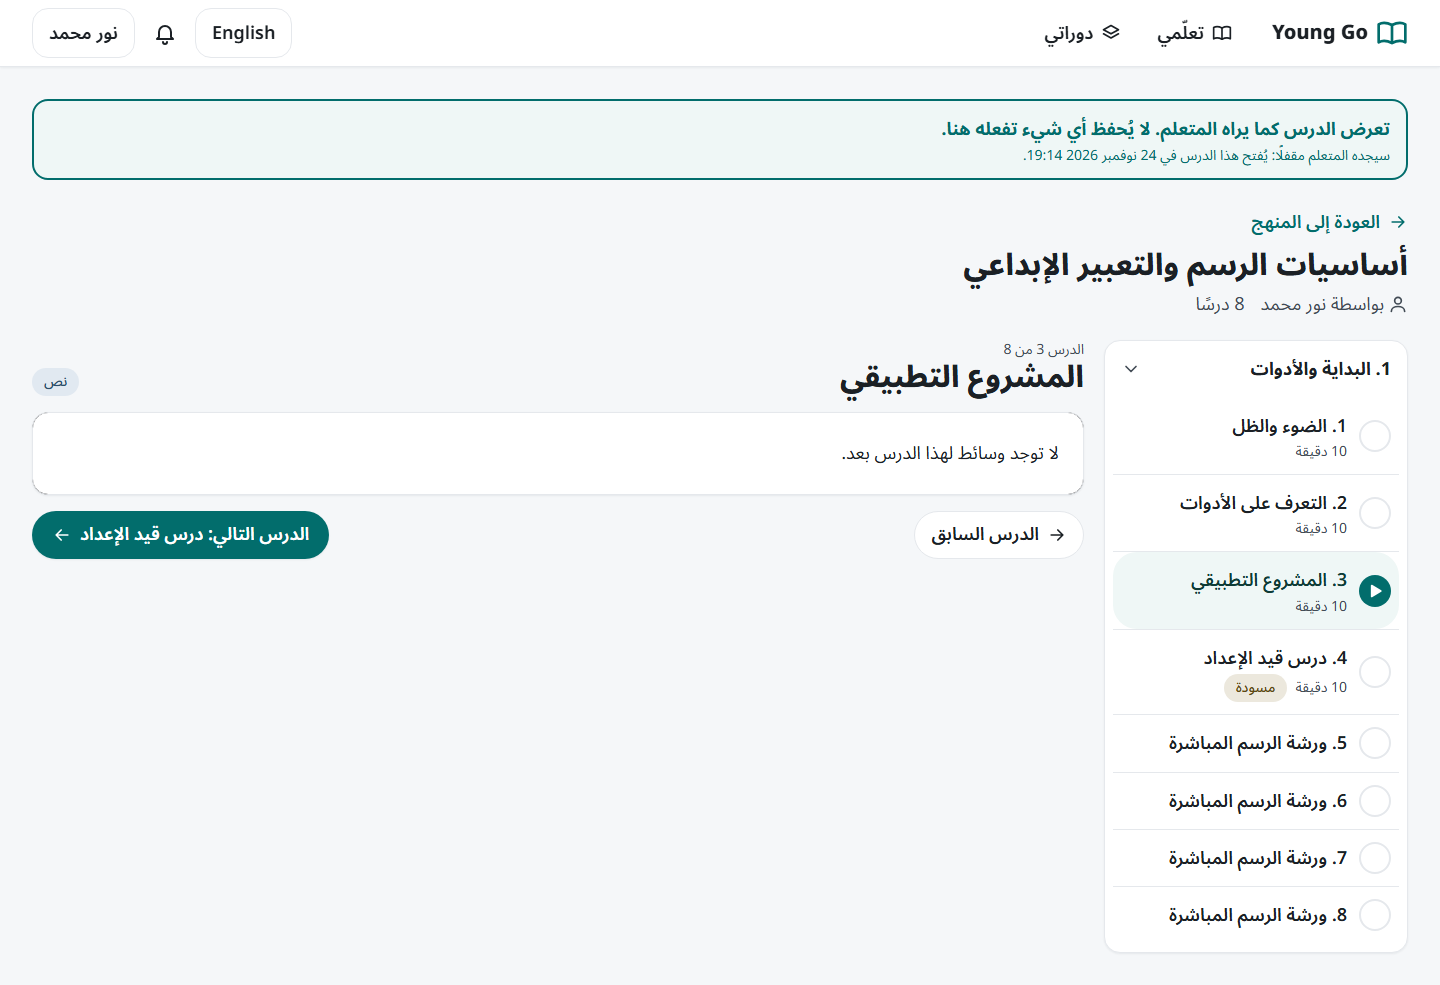 Young Go
تعلّمي
دوراتي
English
نور محمد
تعرض الدرس كما يراه المتعلم. لا يُحفظ أي شيء تفعله هنا.
سيجده المتعلم مقفلًا: يُفتح هذا الدرس في 24 نوفمبر 2026 19:14.
العودة إلى المنهج
أساسيات الرسم والتعبير الإبداعي
بواسطة نور محمد
8 درسًا
1. البداية والأدوات
1. الضوء والظل
10 دقيقة
2. التعرف على الأدوات
10 دقيقة
3. المشروع التطبيقي
10 دقيقة
4. درس قيد الإعداد
10 دقيقة
مسودة
5. ورشة الرسم المباشرة
6. ورشة الرسم المباشرة
7. ورشة الرسم المباشرة
8. ورشة الرسم المباشرة
الدرس 3 من 8
المشروع التطبيقي
نص
لا توجد وسائط لهذا الدرس بعد.
الدرس السابق
الدرس التالي: درس قيد الإعداد